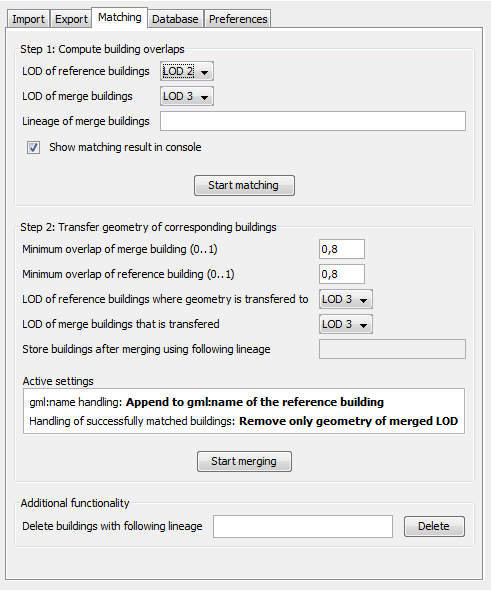 Import Export Matching Database Preferences
Step 1: Compute building overlaps
LOD of reference buildings LOD 2
LOD of merge buildings LOD 3
Lineage of merge buildings
Show matching result in console
Start matching
Step 2: Transfer geometry of corresponding buildings
Minimum overlap of merge building (0..1) 0,8
Minimum overlap of reference building (0..1) 0,8
LOD of reference buildings where geometry is transfered to LOD 3
LOD of merge buildings that is transfered LOD 3
Store buildings after merging using following lineage
Active settings
gml:name handling: Append to gml:name of the reference building
Handling of successfully matched buildings: Remove only geometry of merged LOD
Start merging
Additional functionality
Delete buildings with following lineage Delete